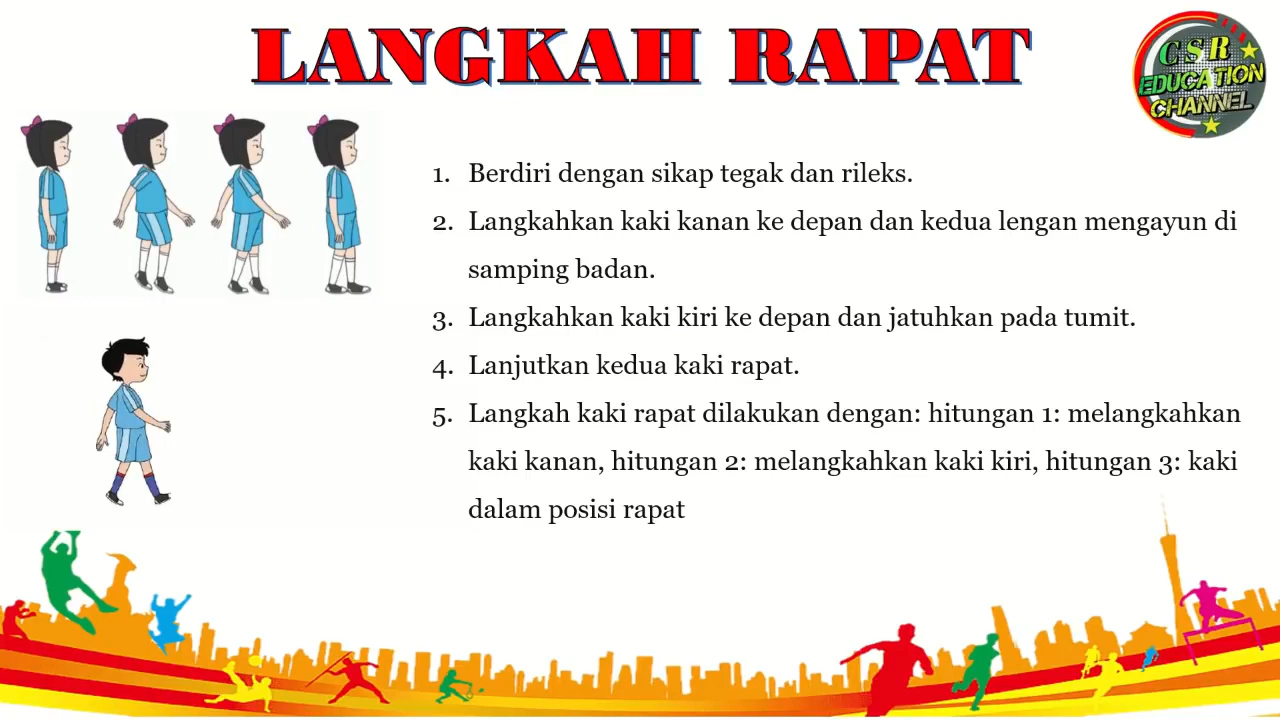 LANGKAH RAPAT
CSR
EDUCATION
CHANNEL
1. Berdiri dengan sikap tegak dan rileks.
2. Langkahkan kaki kanan ke depan dan kedua lengan mengayun di
samping badan.
3. Langkahkan kaki kiri ke depan dan jatuhkan pada tumit.
4. Lanjutkan kedua kaki rapat.
5. Langkah kaki rapat dilakukan dengan: hitungan 1: melangkahkan
kaki kanan, hitungan 2: melangkahkan kaki kiri, hitungan 3: kaki
dalam posisi rapat